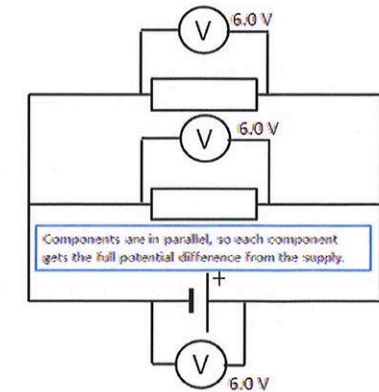 6.0 V
V
6.0 V
V
Components are in parallel, so each component
gets the full potential difference from the supply.
+
V
6.0 V